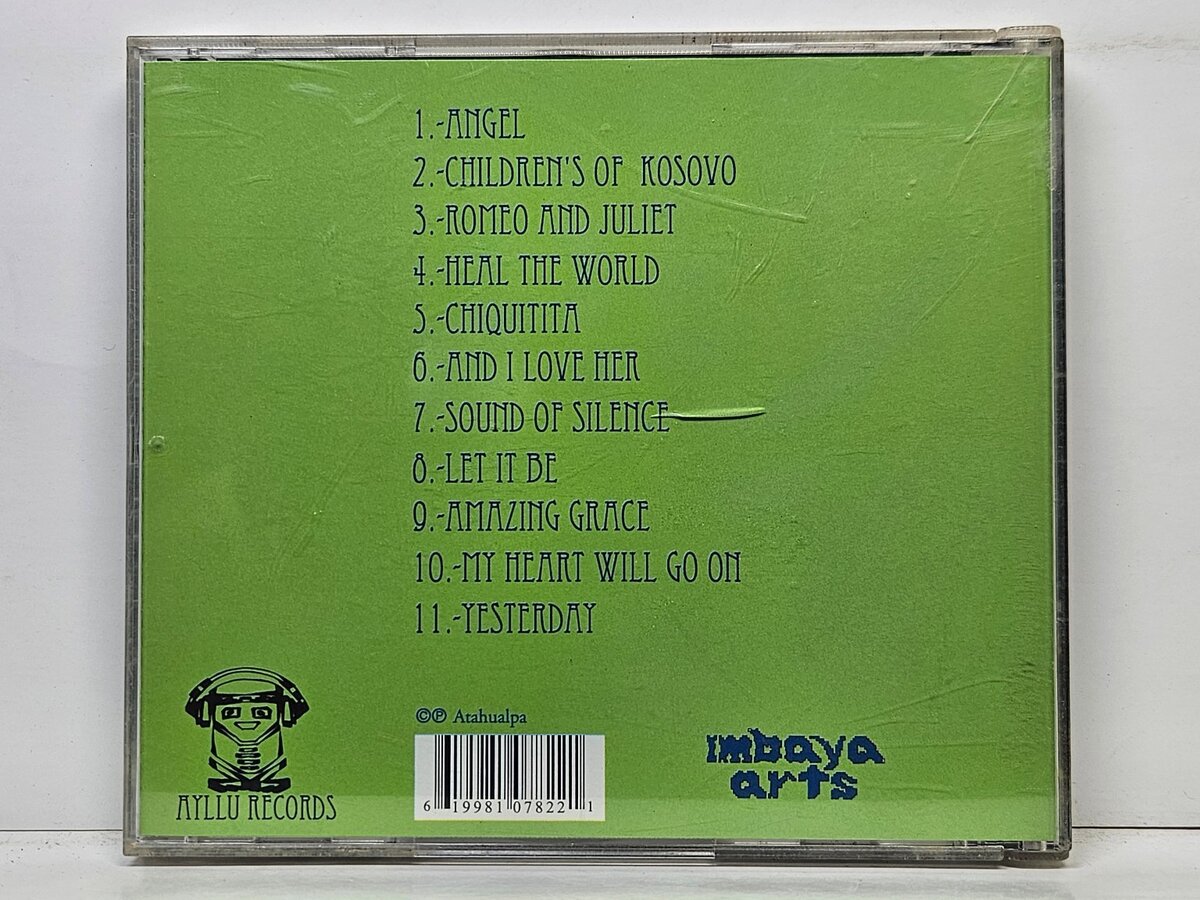 1.-ANGEL
2.-CHILDREN'S OF KOSOVO
3.-ROMEO AND JULIET
4.-HEAL THE WORLD
5.-CHIQUITITA
6.-AND I LOVE HER
7.-SOUND OF SILENCE
8.-LET IT BE
9.-AMAZING GRACE
10.-MY HEART WILL GO ON
11.-YESTERDAY
AYLLU RECORDS
©℗ Atahualpa
6 19981 07822 1
imbaya
arts